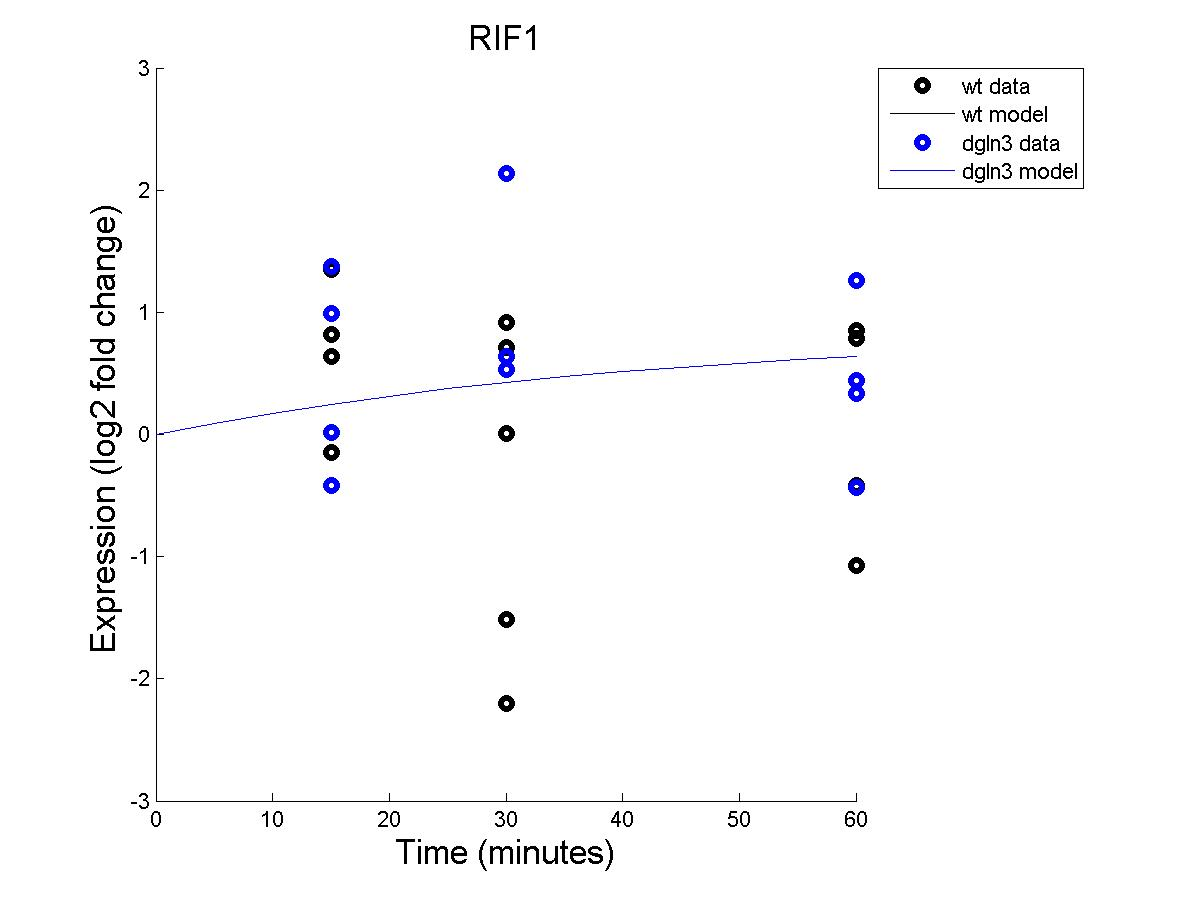 RIF1
3
2
1
0
-1
-2
-3
Expression (log2 fold change)
0 10 20 30 40 50 60
Time (minutes)
wt data
wt model
dgln3 data
dgln3 model